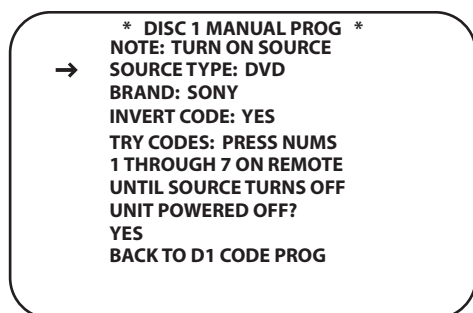 * DISC 1 MANUAL PROG *
NOTE: TURN ON SOURCE
→ SOURCE TYPE: DVD
BRAND: SONY
INVERT CODE: YES
TRY CODES: PRESS NUMS
1 THROUGH 7 ON REMOTE
UNTIL SOURCE TURNS OFF
UNIT POWERED OFF?
YES
BACK TO D1 CODE PROG